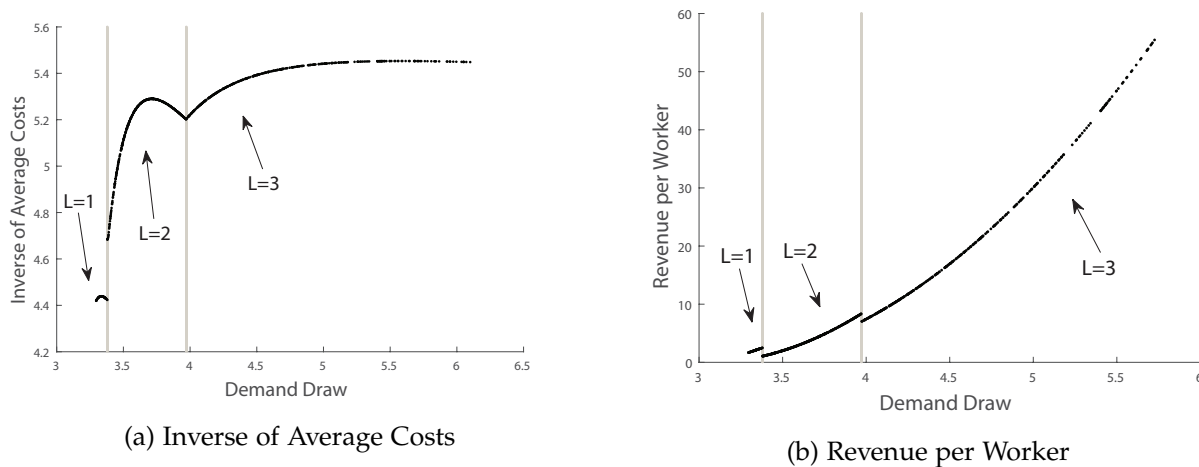 5.6
5.4
5.2
5
4.8
4.6
4.4
4.2
Inverse of Average Costs
L=1
L=2
L=3
3
3.5
4
4.5
5
5.5
6
6.5
Demand Draw
(a) Inverse of Average Costs
60
50
40
30
20
10
0
Revenue per Worker
L=1
L=2
L=3
3
3.5
4
4.5
5
5.5
6
Demand Draw
(b) Revenue per Worker